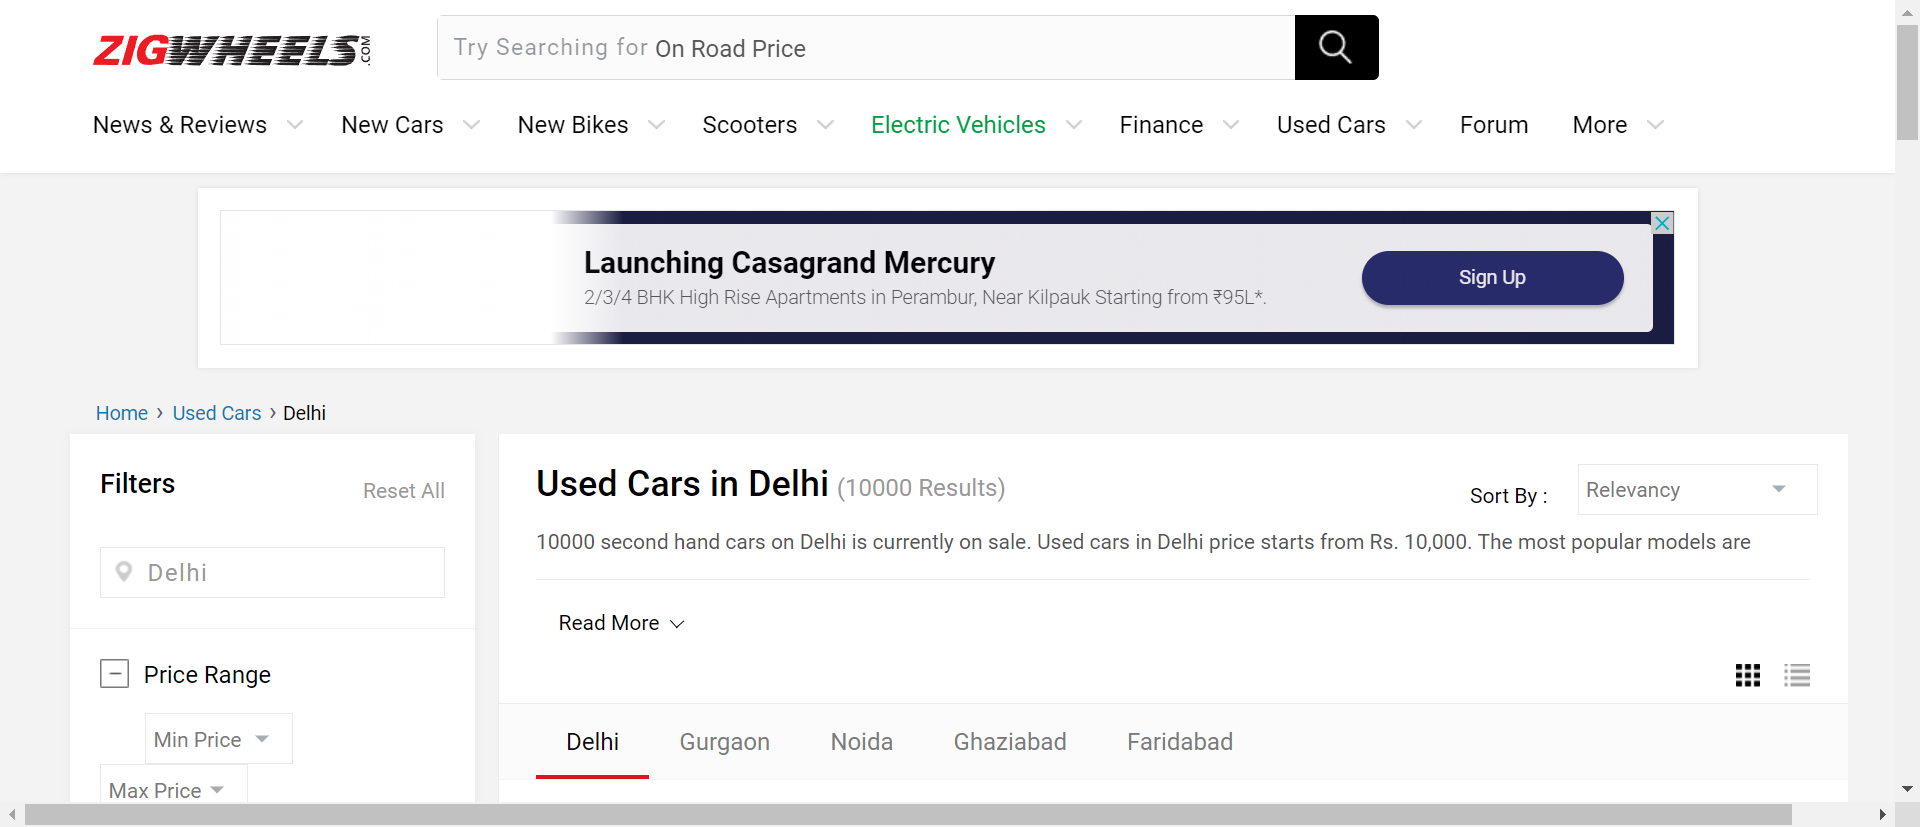 ZIGWHEELS.COM
Try Searching for On Road Price
News & Reviews New Cars New Bikes Scooters Electric Vehicles Finance Used Cars Forum More
Launching Casagrand Mercury
2/3/4 BHK High Rise Apartments in Perambur, Near Kilpauk Starting from ₹95L*.
Sign Up
Home › Used Cars › Delhi
Filters
Reset All
Delhi
Price Range
Min Price
Max Price
Used Cars in Delhi (10000 Results)
Sort By :
Relevancy
10000 second hand cars on Delhi is currently on sale. Used cars in Delhi price starts from Rs. 10,000. The most popular models are
Read More
Delhi Gurgaon Noida Ghaziabad Faridabad